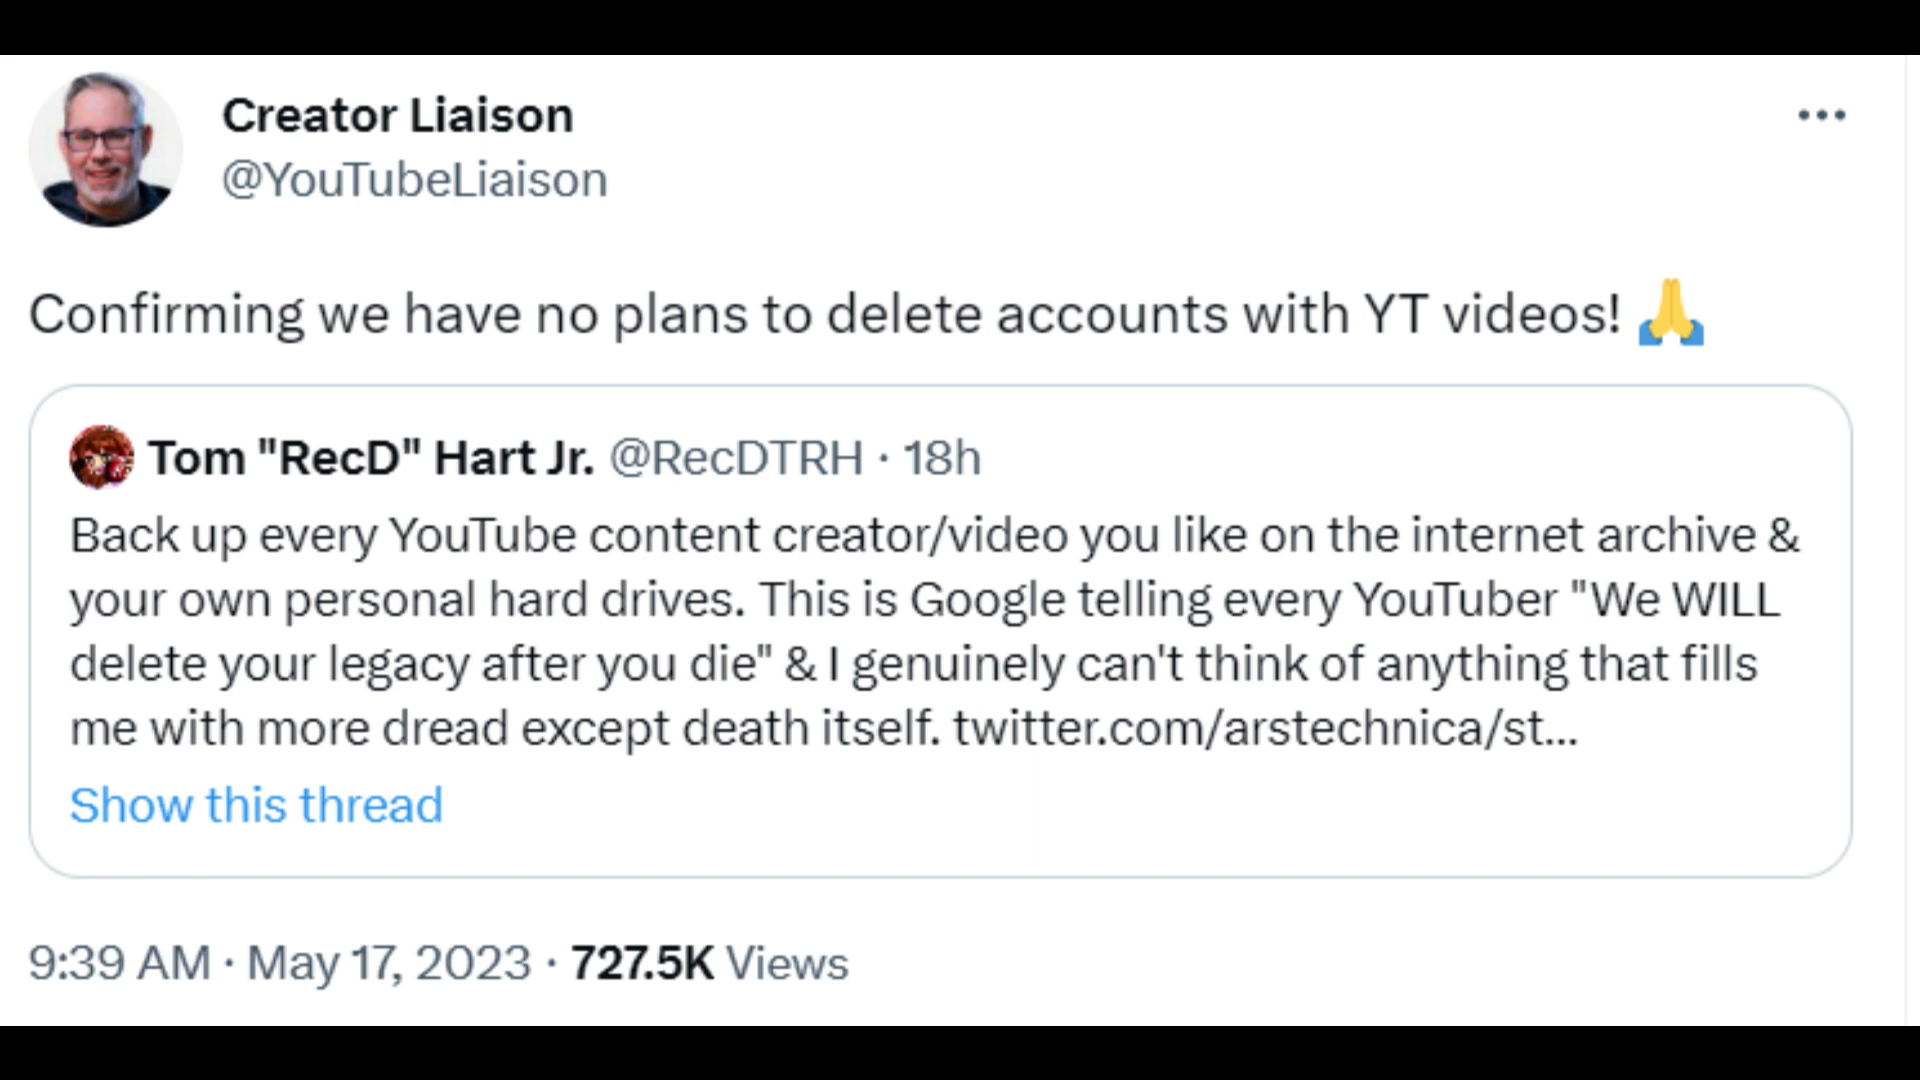 Creator Liaison
@YouTubeLiaison
Confirming we have no plans to delete accounts with YT videos! 🙏
Tom "RecD" Hart Jr. @RecDTRH · 18h
Back up every YouTube content creator/video you like on the internet archive &
your own personal hard drives. This is Google telling every YouTuber "We WILL
delete your legacy after you die" & I genuinely can't think of anything that fills
me with more dread except death itself. twitter.com/arstechnica/st...
Show this thread
9:39 AM · May 17, 2023 · 727.5K Views